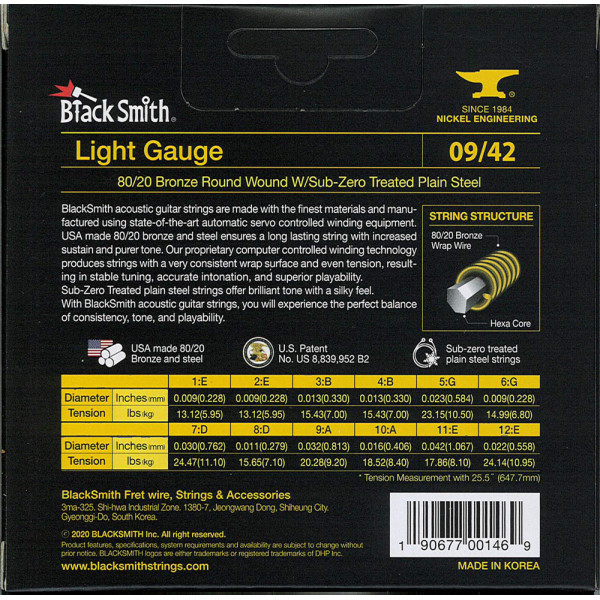 Black Smith®
®
SINCE 1984
NICKEL ENGINEERING
Light Gauge
09/42
80/20 Bronze Round Wound W/Sub-Zero Treated Plain Steel
BlackSmith acoustic guitar strings are made with the finest materials and manu-
factured using state-of-the-art automatic servo controlled winding equipment.
USA made 80/20 bronze and steel ensures a long lasting string with increased
sustain and purer tone. Our proprietary computer controlled winding technology
produces strings with a very consistent wrap surface and even tension, result-
ing in stable tuning, accurate intonation, and superior playability.
Sub-Zero Treated plain steel strings offer brilliant tone with a silky feel.
With BlackSmith acoustic guitar strings, you will experience the perfect balance
of consistency, tone, and playability.
STRING STRUCTURE
80/20 Bronze
Wrap Wire
Hexa Core
USA made 80/20
Bronze and steel
U.S. Patent
No. US 8,839,952 B2
Sub-zero treated
plain steel strings
1:E 2:E 3:B 4:B 5:G 6:G
Diameter Inches(mm) 0.009(0.228) 0.009(0.228) 0.013(0.330) 0.013(0.330) 0.023(0.584) 0.009(0.228)
Tension lbs(kg) 13.12(5.95) 13.12(5.95) 15.43(7.00) 15.43(7.00) 23.15(10.50) 14.99(6.80)
7:D 8:D 9:A 10:A 11:E 12:E
Diameter Inches(mm) 0.030(0.762) 0.011(0.279) 0.032(0.813) 0.016(0.406) 0.042(1.067) 0.022(0.558)
Tension lbs(kg) 24.47(11.10) 15.65(7.10) 20.28(9.20) 18.52(8.40) 17.86(8.10) 24.14(10.95)
* Tension Measurement with 25.5˝ (647.7mm)
BlackSmith Fret wire, Strings & Accessories
3ma-325. Shi-hwa Industrial Zone. 1380-7, Jeongwang Dong, Shiheung City.
Gyeonggi-Do, South Korea.
ⓒ 2020 BLACKSMITH Inc. All right reserved.
Product features, specifications, system requirements and availability are subject to change without
prior notice. BLACKSMITH logos are either trademarks or registered trademarks of DHP Inc.
www.blacksmithstrings.com
1 90677 00146 9
MADE IN KOREA